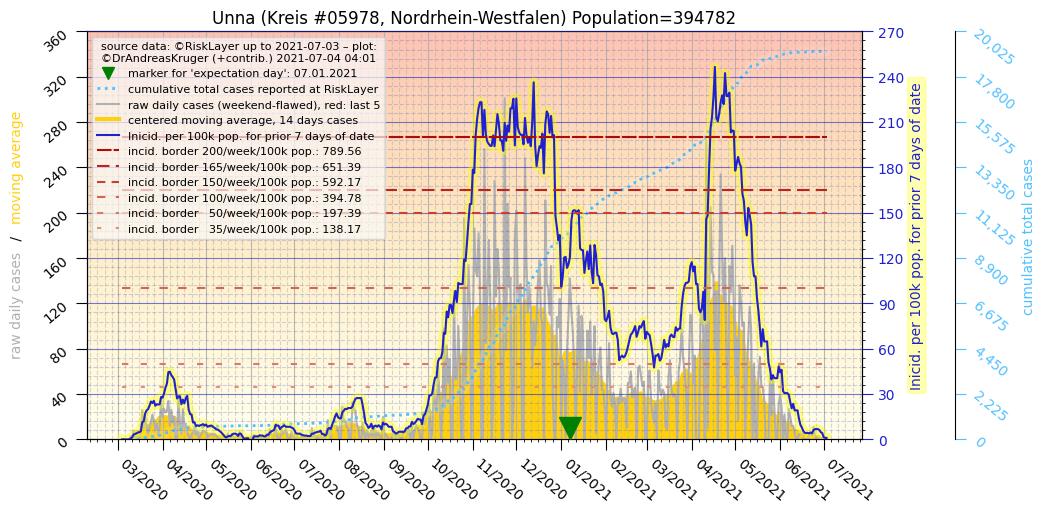 Unna (Kreis #05978, Nordrhein-Westfalen) Population=394782
source data: ©RiskLayer up to 2021-07-03 – plot:
©DrAndreasKruger (+contrib.) 2021-07-04 04:01
marker for 'expectation day': 07.01.2021
cumulative total cases reported at RiskLayer
raw daily cases (weekend-flawed), red: last 5
centered moving average, 14 days cases
Inicid. per 100k pop. for prior 7 days of date
incid. border 200/week/100k pop.: 789.56
incid. border 165/week/100k pop.: 651.39
incid. border 150/week/100k pop.: 592.17
incid. border 100/week/100k pop.: 394.78
incid. border   50/week/100k pop.: 197.39
incid. border   35/week/100k pop.: 138.17
raw daily cases   /   moving average
360
320
280
240
200
160
120
80
40
0
03/2020
04/2020
05/2020
06/2020
07/2020
08/2020
09/2020
10/2020
11/2020
12/2020
01/2021
02/2021
03/2021
04/2021
05/2021
06/2021
07/2021
270
240
210
180
150
120
90
60
30
0
Inicid. per 100k pop. for prior 7 days of date
20,025
17,800
15,575
13,350
11,125
8,900
6,675
4,450
2,225
0
cumulative total cases